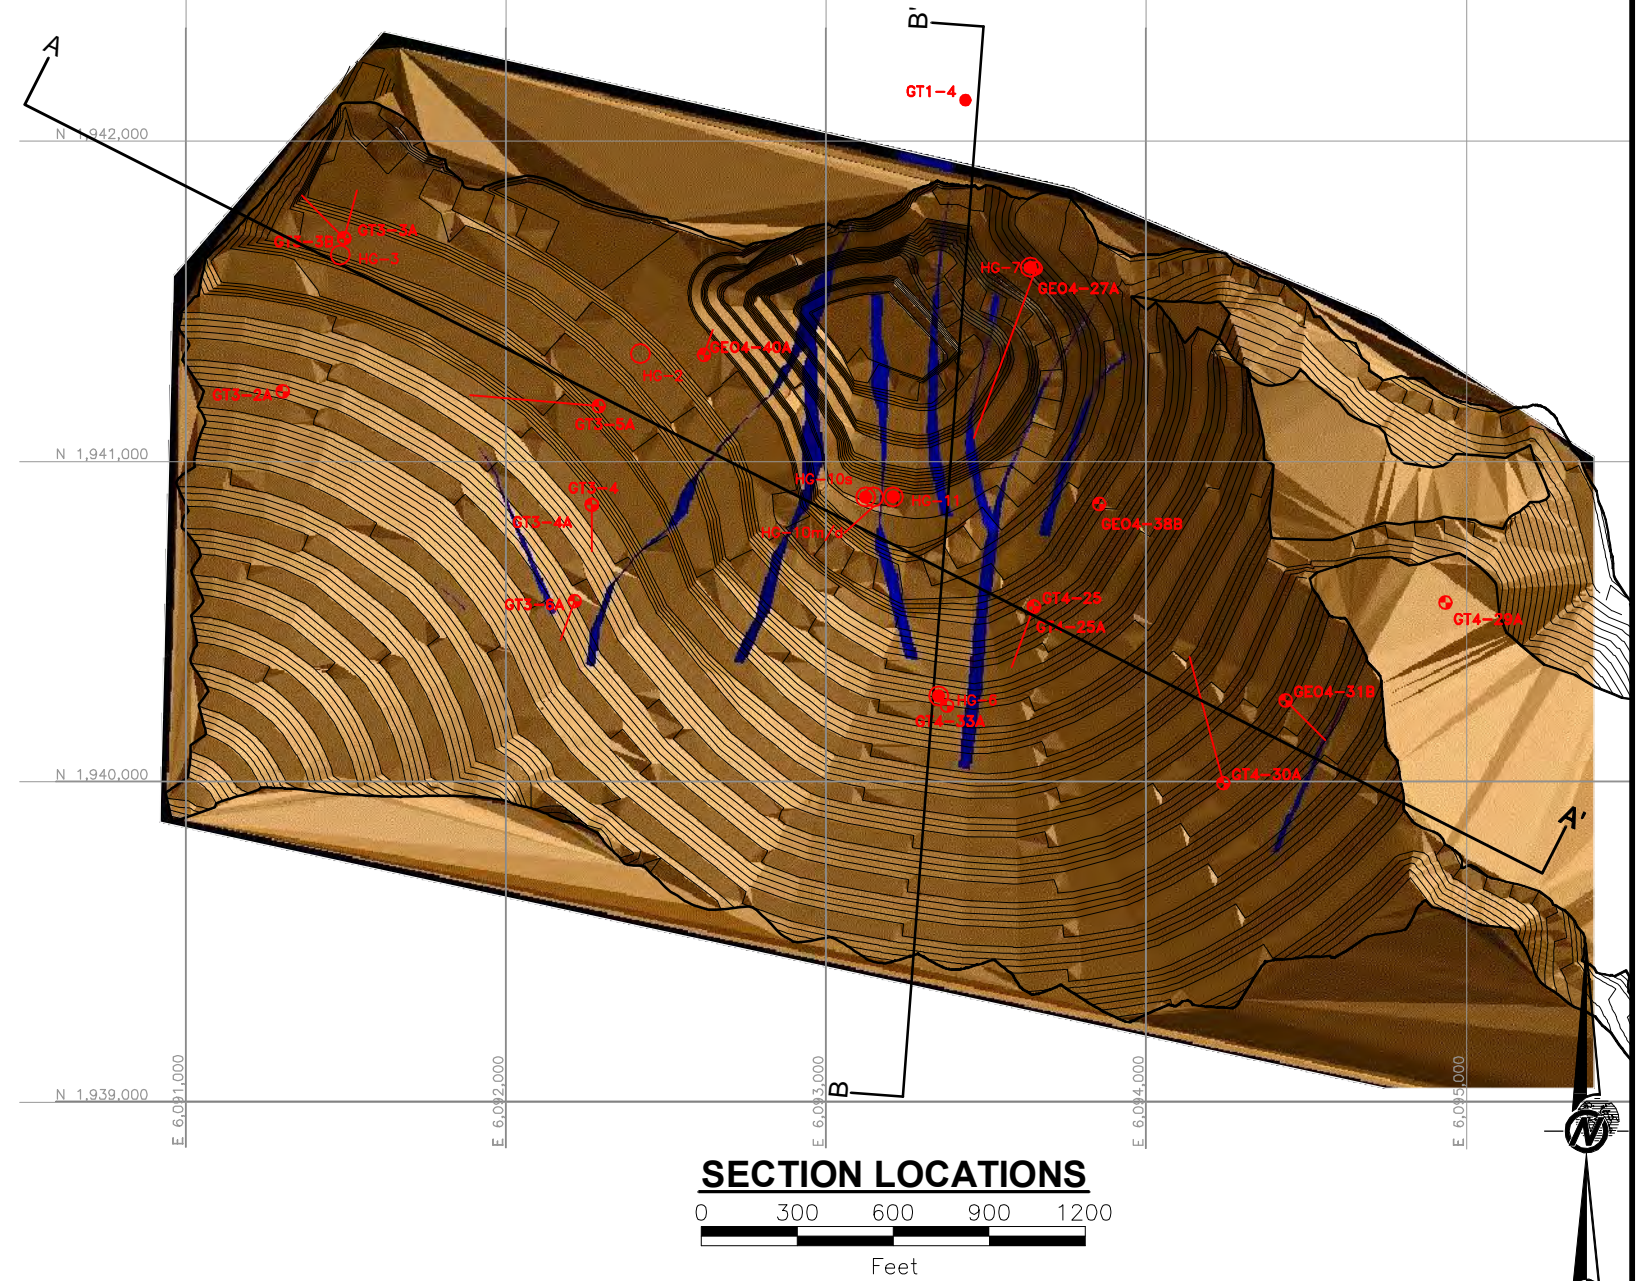 B'
A
GT1-4
N 1,942,000
GT3-3A
GT3-3B
HG-3
HG-7
GEO4-27A
GEO4-40A
HG-2
GT3-2A
GT3-5A
N 1,941,000
HG-10s
GT3-4
HG-11
GT3-4A
GEO4-38B
HG-10m/d
GT4-25
GT3-6A
GT4-29A
GT4-25A
GEO4-31B
HG-6
GT4-33A
N 1,940,000
GT4-30A
A'
B
N 1,939,000
E 6,091,000
E 6,092,000
E 6,093,000
E 6,094,000
E 6,095,000
N
SECTION LOCATIONS
0 300 600 900 1200
Feet